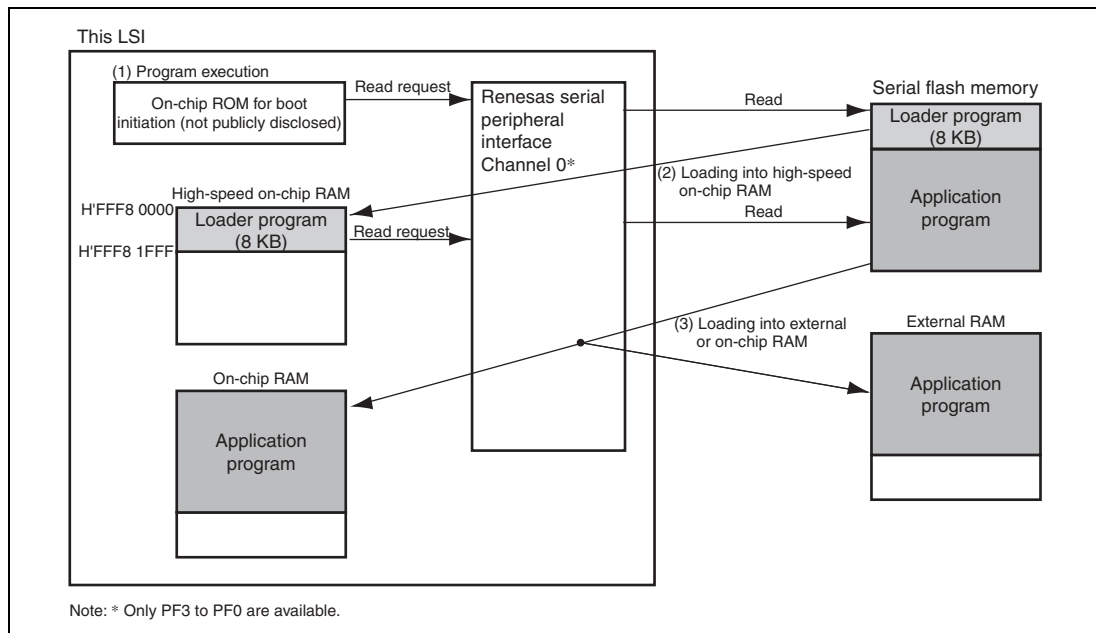 This LSI
(1) Program execution
On-chip ROM for boot
initiation (not publicly disclosed)
Read request
Renesas serial
peripheral
interface
Channel 0*
Read
Serial flash memory
Loader program
(8 KB)
Application
program
(2) Loading into high-speed
on-chip RAM
Read
High-speed on-chip RAM
H'FFF8 0000
Loader program
(8 KB)
Read request
H'FFF8 1FFF
(3) Loading into external
or on-chip RAM
External RAM
Application
program
On-chip RAM
Application
program
Note: * Only PF3 to PF0 are available.